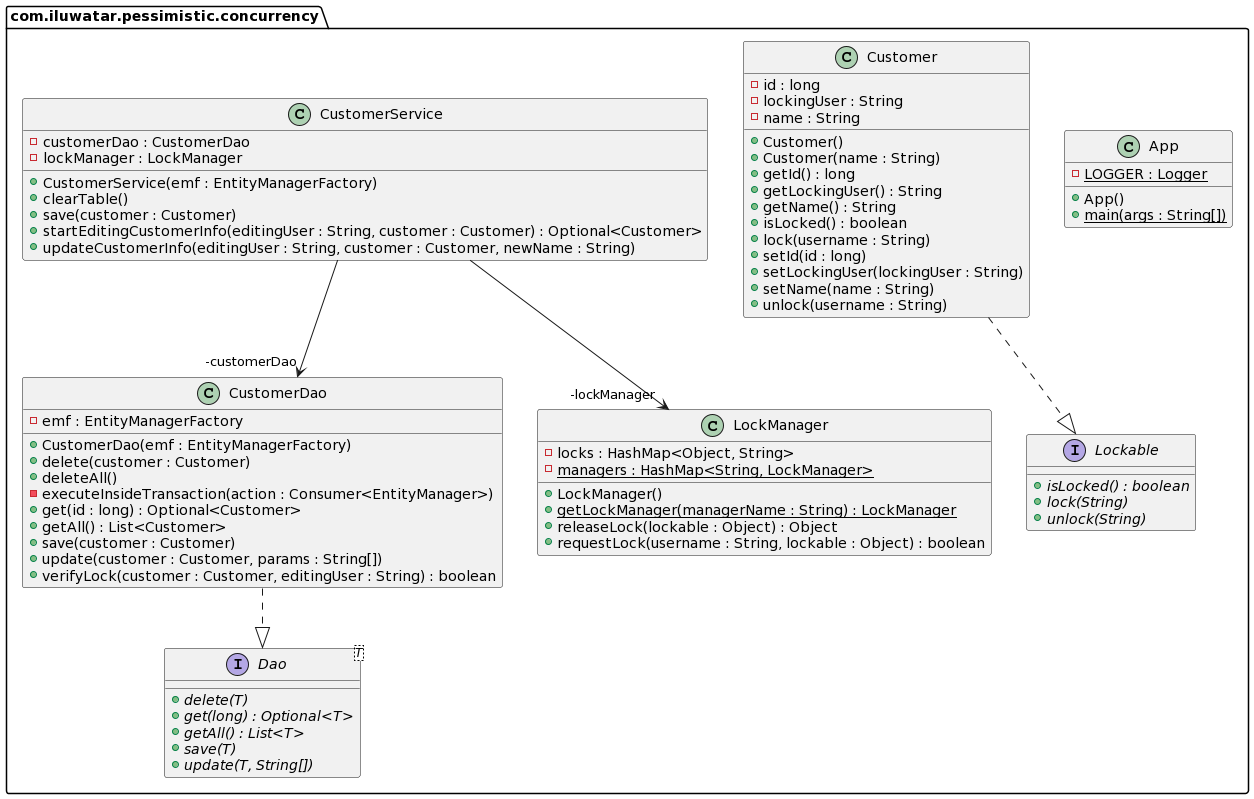 com.iluwatar.pessimistic.concurrency
C CustomerService
customerDao : CustomerDao
lockManager : LockManager
CustomerService(emf : EntityManagerFactory)
clearTable()
save(customer : Customer)
startEditingCustomerInfo(editingUser : String, customer : Customer) : Optional<Customer>
updateCustomerInfo(editingUser : String, customer : Customer, newName : String)
C Customer
id : long
lockingUser : String
name : String
Customer()
Customer(name : String)
getId() : long
getLockingUser() : String
getName() : String
isLocked() : boolean
lock(username : String)
setId(id : long)
setLockingUser(lockingUser : String)
setName(name : String)
unlock(username : String)
C App
LOGGER : Logger
App()
main(args : String[])
-customerDao
-lockManager
C CustomerDao
emf : EntityManagerFactory
CustomerDao(emf : EntityManagerFactory)
delete(customer : Customer)
deleteAll()
executeInsideTransaction(action : Consumer<EntityManager>)
get(id : long) : Optional<Customer>
getAll() : List<Customer>
save(customer : Customer)
update(customer : Customer, params : String[])
verifyLock(customer : Customer, editingUser : String) : boolean
C LockManager
locks : HashMap<Object, String>
managers : HashMap<String, LockManager>
LockManager()
getLockManager(managerName : String) : LockManager
releaseLock(lockable : Object) : Object
requestLock(username : String, lockable : Object) : boolean
I Lockable
isLocked() : boolean
lock(String)
unlock(String)
I Dao
T
delete(T)
get(long) : Optional<T>
getAll() : List<T>
save(T)
update(T, String[])